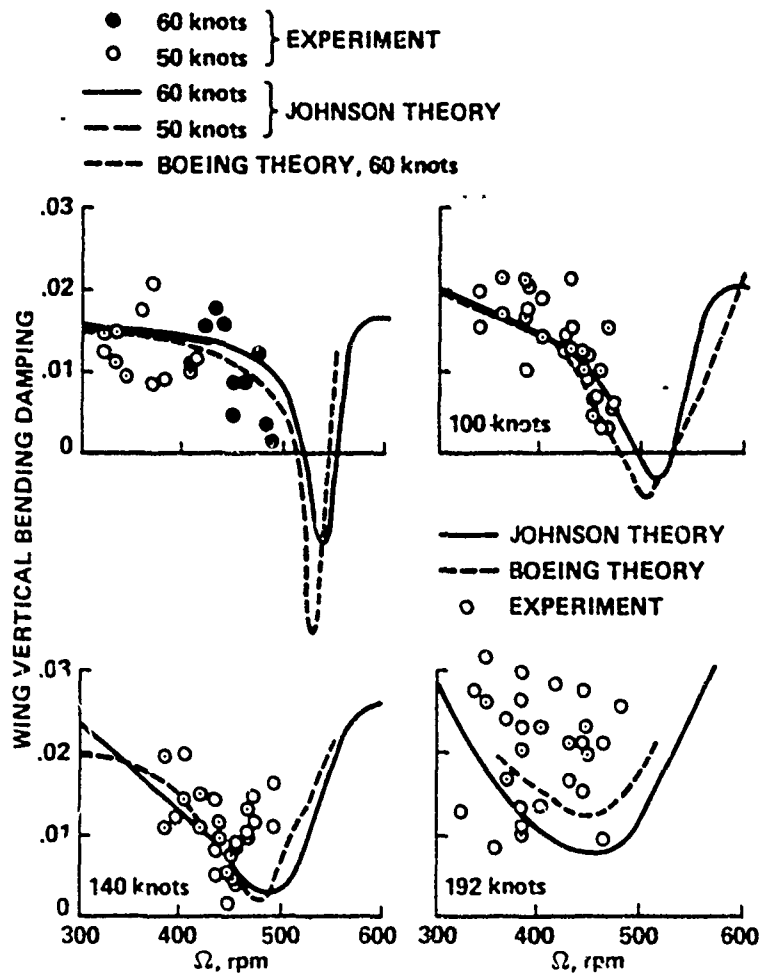 60 knots
50 knots
EXPERIMENT
60 knots
50 knots
JOHNSON THEORY
BOEING THEORY, 60 knots
WING VERTICAL BENDING DAMPING
.03
.02
.01
0
100 knots
JOHNSON THEORY
BOEING THEORY
EXPERIMENT
.03
.02
.01
0
140 knots
300
400
500
600
Ω, rpm
192 knots
300
400
500
600
Ω, rpm